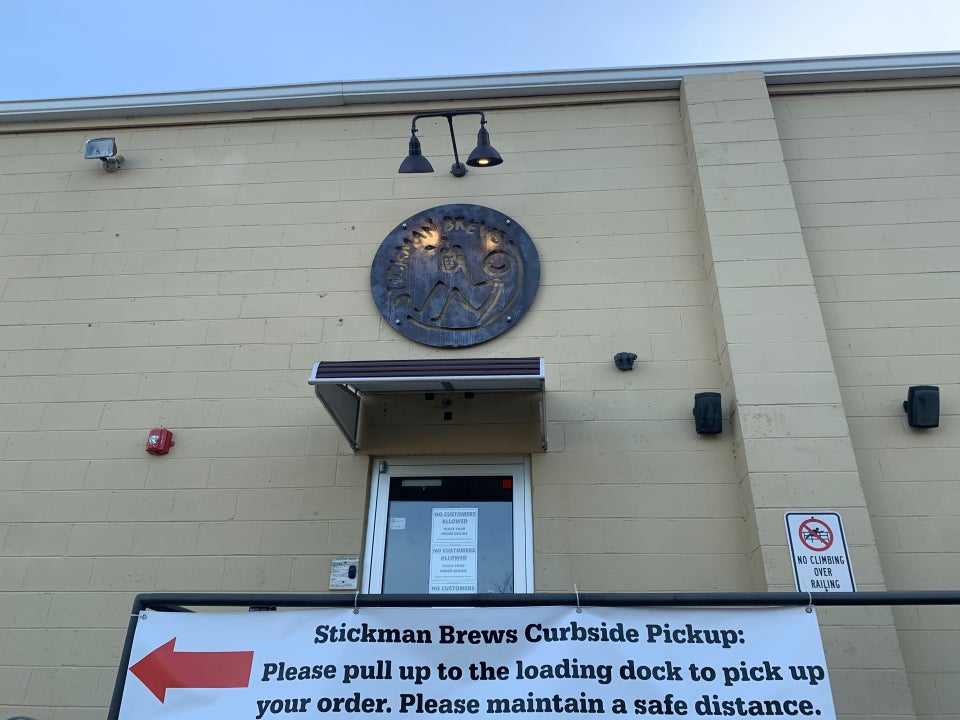 STICKMAN BREWS
NO CUSTOMERS
ALLOWED
PLACE YOUR
ORDER ONLINE
NO CUSTOMERS
ALLOWED
PLACE YOUR
ORDER ONLINE
NO CUSTOMERS
NO CLIMBING
OVER
RAILING
Stickman Brews Curbside Pickup:
Please pull up to the loading dock to pick up
your order. Please maintain a safe distance.